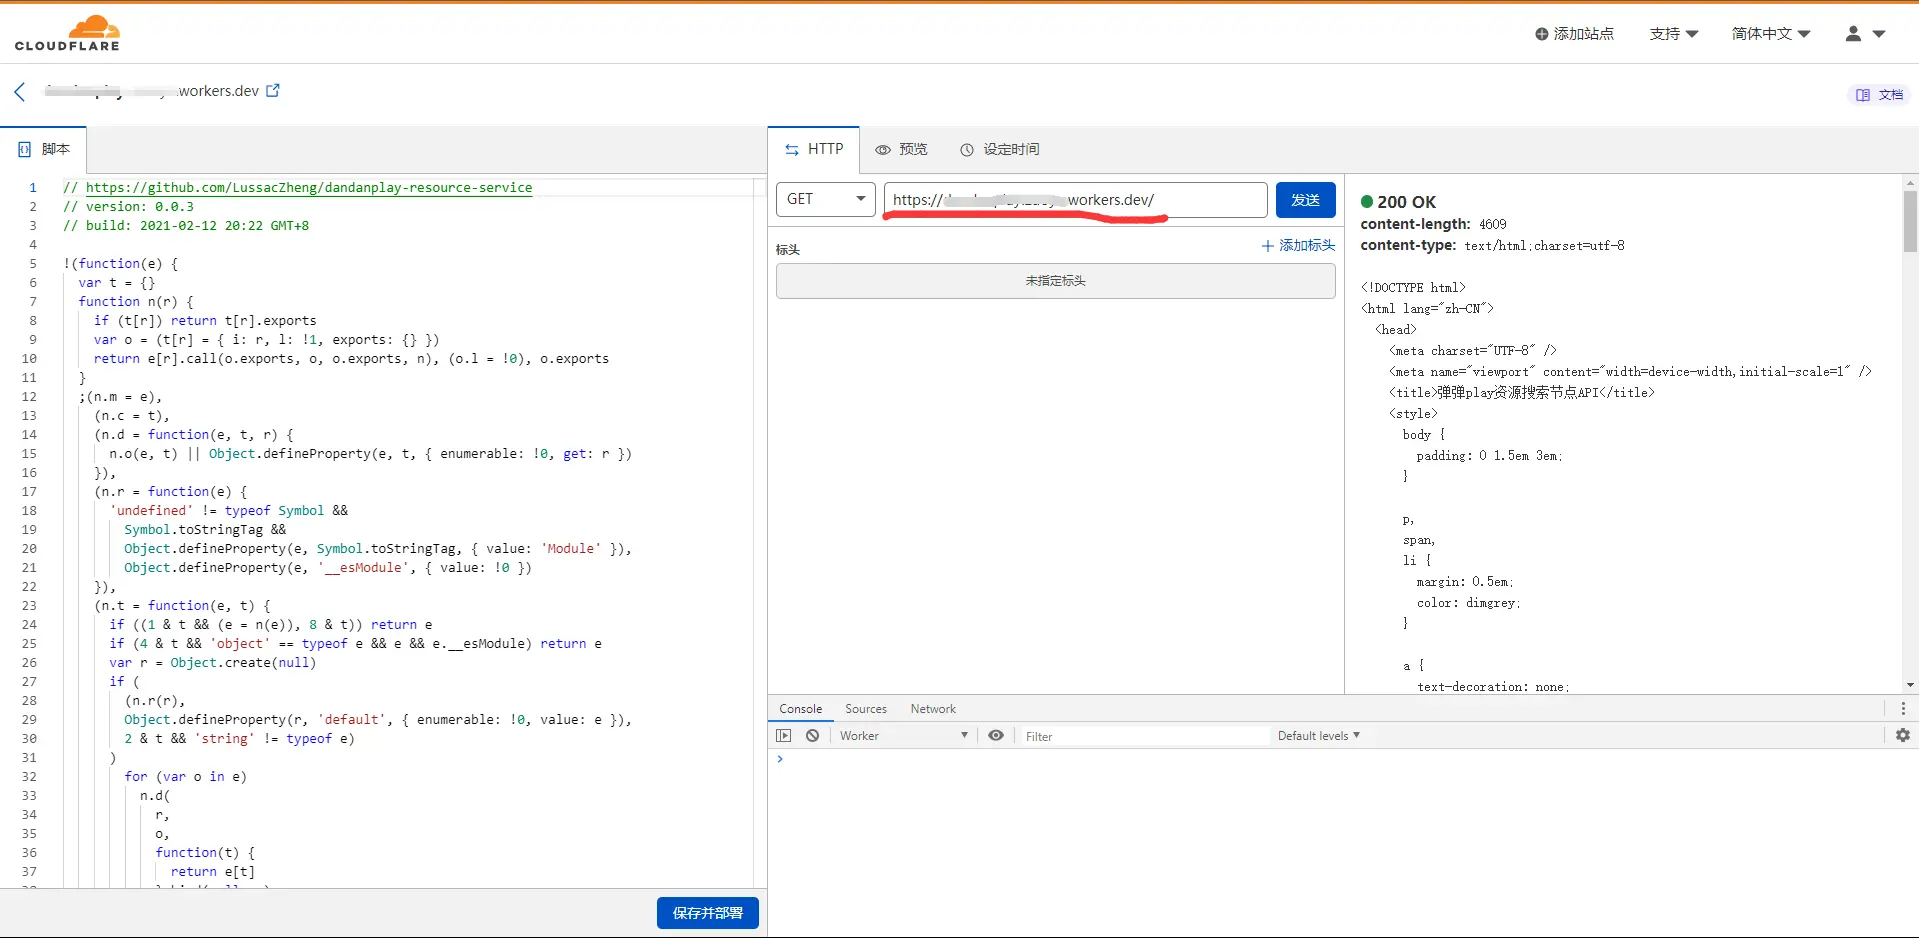 CLOUDFLARE
添加站点 支持 简体中文
.workers.dev
文档
脚本
1 // https://github.com/LussacZheng/dandanplay-resource-service
2 // version: 0.0.3
3 // build: 2021-02-12 20:22 GMT+8
4
5 !(function(e) {
6 var t = {}
7 function n(r) {
8 if (t[r]) return t[r].exports
9 var o = (t[r] = { i: r, l: !1, exports: {} })
10 return e[r].call(o.exports, o, o.exports, n), (o.l = !0), o.exports
11 }
12 ;(n.m = e),
13 (n.c = t),
14 (n.d = function(e, t, r) {
15 n.o(e, t) || Object.defineProperty(e, t, { enumerable: !0, get: r })
16 }),
17 (n.r = function(e) {
18 'undefined' != typeof Symbol &&
19 Symbol.toStringTag &&
20 Object.defineProperty(e, Symbol.toStringTag, { value: 'Module' }),
21 Object.defineProperty(e, '__esModule', { value: !0 })
22 }),
23 (n.t = function(e, t) {
24 if ((1 & t && (e = n(e)), 8 & t)) return e
25 if (4 & t && 'object' == typeof e && e && e.__esModule) return e
26 var r = Object.create(null)
27 if (
28 (n.r(r),
29 Object.defineProperty(r, 'default', { enumerable: !0, value: e }),
30 2 & t && 'string' != typeof e)
31 )
32 for (var o in e)
33 n.d(
34 r,
35 o,
36 function(t) {
37 return e[t]
保存并部署
HTTP 预览 设定时间
GET https:// workers.dev/ 发送
标头 添加标头
未指定标头
200 OK
content-length: 4609
content-type: text/html;charset=utf-8
<!DOCTYPE html>
<html lang="zh-CN">
<head>
<meta charset="UTF-8" />
<meta name="viewport" content="width=device-width,initial-scale=1" />
<title>弹弹play资源搜索节点API</title>
<style>
body {
padding: 0 1.5em 3em;
}
p,
span,
li {
margin: 0.5em;
color: dimgrey;
}
a {
text-decoration: none;
Console Sources Network
Worker Filter Default levels